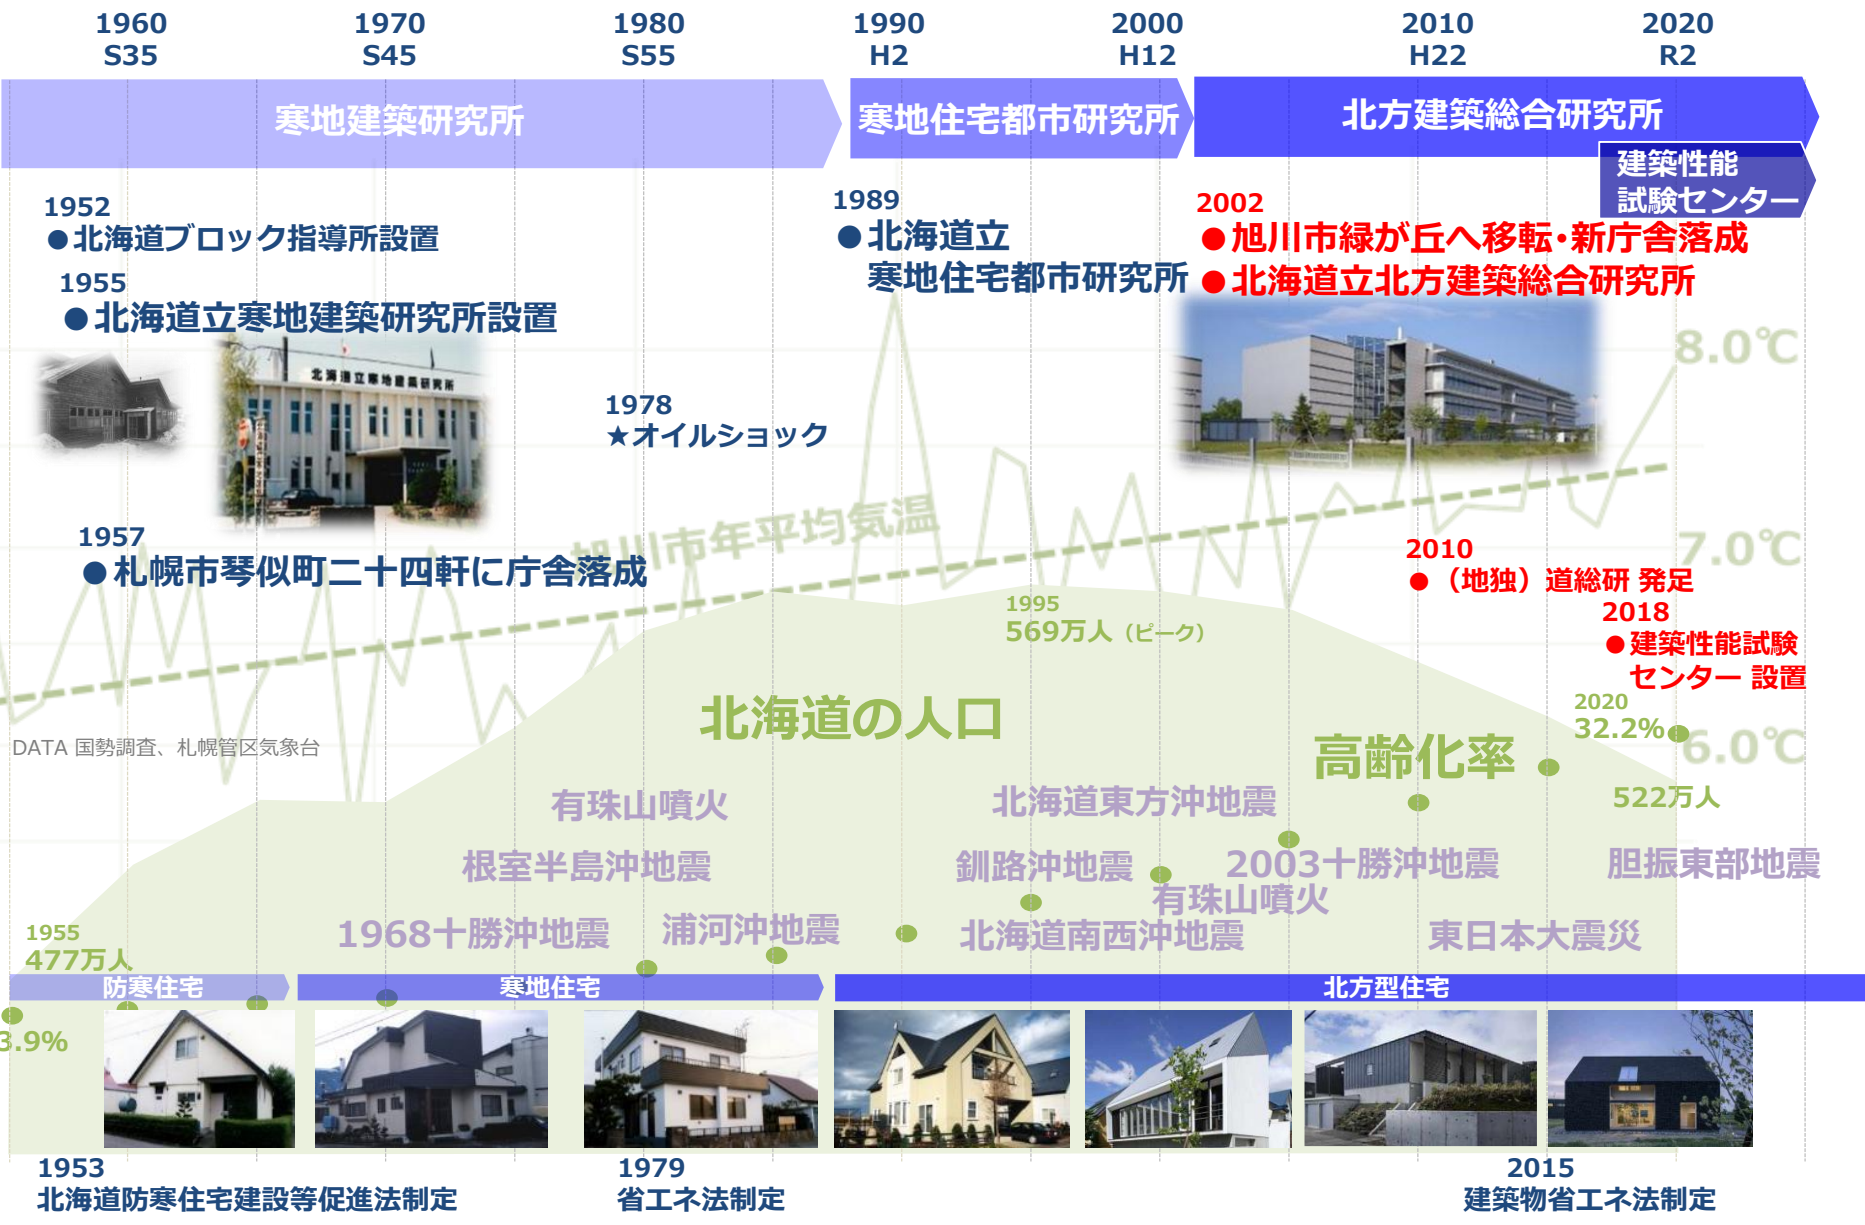 1960
S35
1970
S45
1980
S55
1990
H2
2000
H12
2010
H22
2020
R2
寒地建築研究所
寒地住宅都市研究所
北方建築総合研究所
建築性能
試験センター
1952
●北海道ブロック指導所設置
1955
●北海道立寒地建築研究所設置
北海道立寒地建築研究所
1957
●札幌市琴似町二十四軒に庁舎落成
1978
★オイルショック
1989
●北海道立
寒地住宅都市研究所
2002
●旭川市緑が丘へ移転・新庁舎落成
●北海道立北方建築総合研究所
8.0℃
旭川市年平均気温
7.0℃
2010
●（地独）道総研 発足
2018
●建築性能試験
センター 設置
1995
569万人（ピーク）
北海道の人口
高齢化率
2020
32.2%
6.0℃
522万人
DATA 国勢調査、札幌管区気象台
有珠山噴火
北海道東方沖地震
根室半島沖地震
釧路沖地震
2003十勝沖地震
胆振東部地震
有珠山噴火
1968十勝沖地震
浦河沖地震
北海道南西沖地震
東日本大震災
1955
477万人
防寒住宅
寒地住宅
北方型住宅
3.9%
1953
北海道防寒住宅建設等促進法制定
1979
省エネ法制定
2015
建築物省エネ法制定